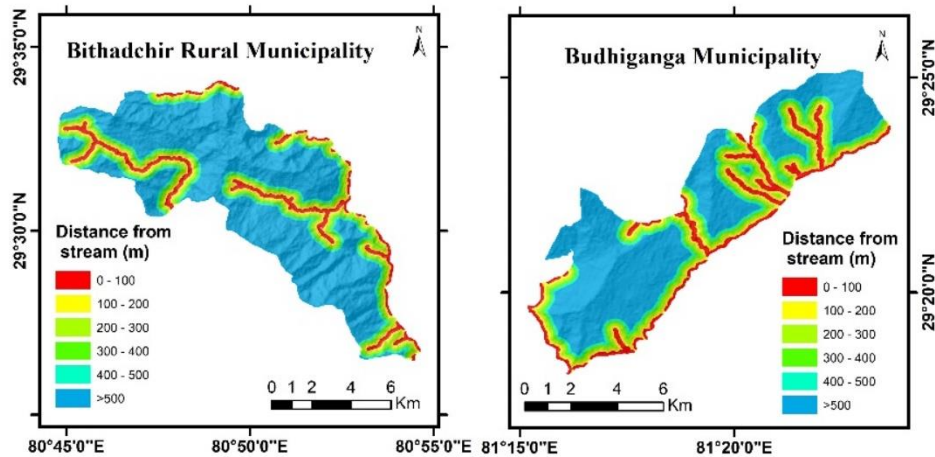 Bithadchir Rural Municipality
N
29°35'0"N
29°30'0"N
Distance from
stream (m)
0 - 100
100 - 200
200 - 300
300 - 400
400 - 500
>500
0 1 2 4 6
Km
80°45'0"E 80°50'0"E 80°55'0"E
Budhiganga Municipality
N
29°25'0"N
29°20'0"N
Distance from
stream (m)
0 - 100
100 - 200
200 - 300
300 - 400
400 - 500
>500
0 1 2 4 6
Km
81°15'0"E 81°20'0"E